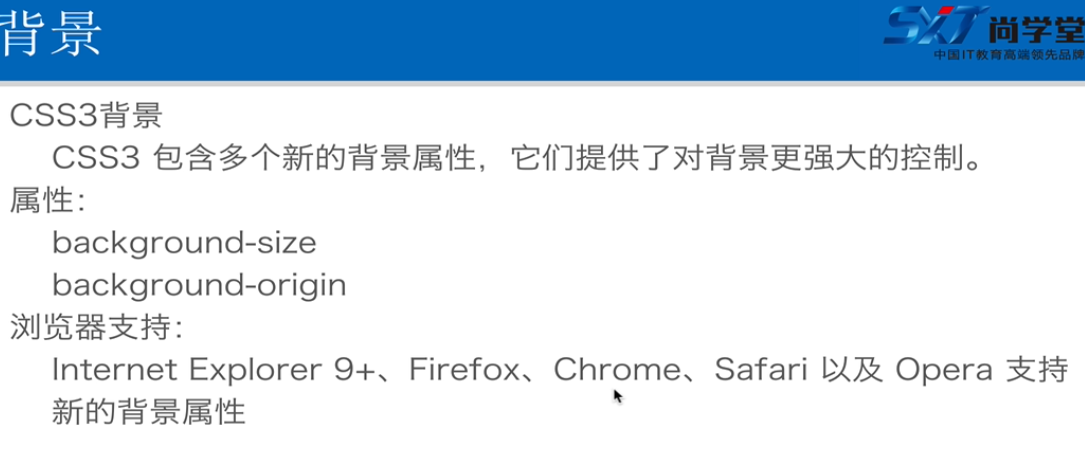 背景
SXT 尚学堂
中国IT教育高端领先品牌
CSS3背景
CSS3 包含多个新的背景属性，它们提供了对背景更强大的控制。
属性：
background-size
background-origin
浏览器支持：
Internet Explorer 9+、Firefox、Chrome、Safari 以及 Opera 支持
新的背景属性